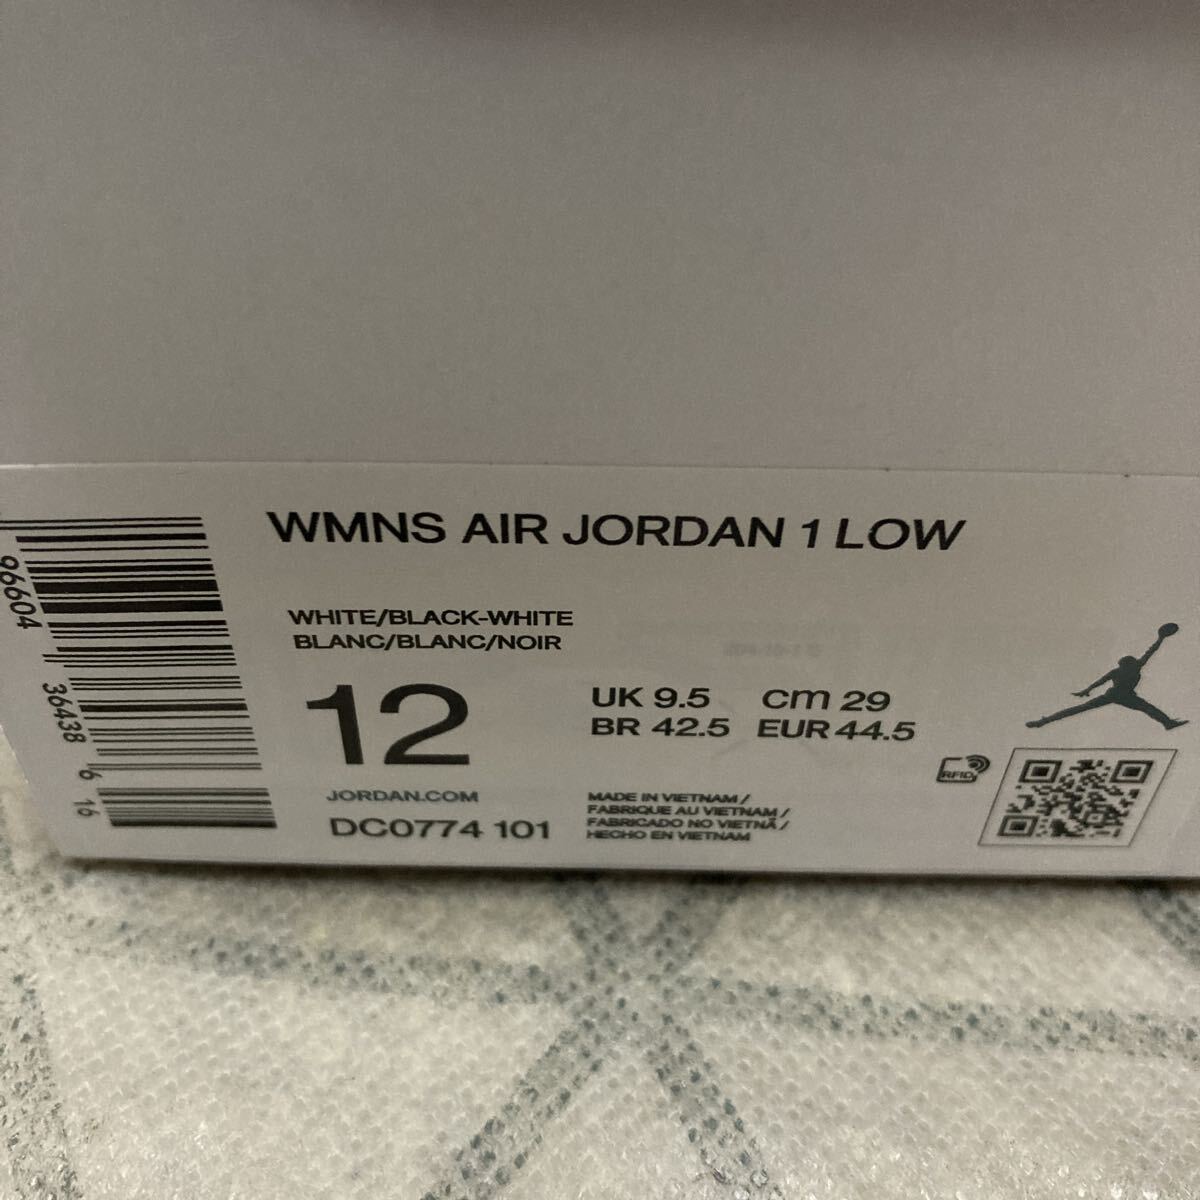 WMNS AIR JORDAN 1 LOW
WHITE/BLACK-WHITE
BLANC/BLANC/NOIR
12
UK 9.5 cm 29
BR 42.5 EUR 44.5
JORDAN.COM
DC0774 101
MADE IN VIETNAM /
FABRIQUE AU VIETNAM /
FABRICADO NO VIETNÃ /
HECHO EN VIETNAM
RFID
96604 36438 6 16